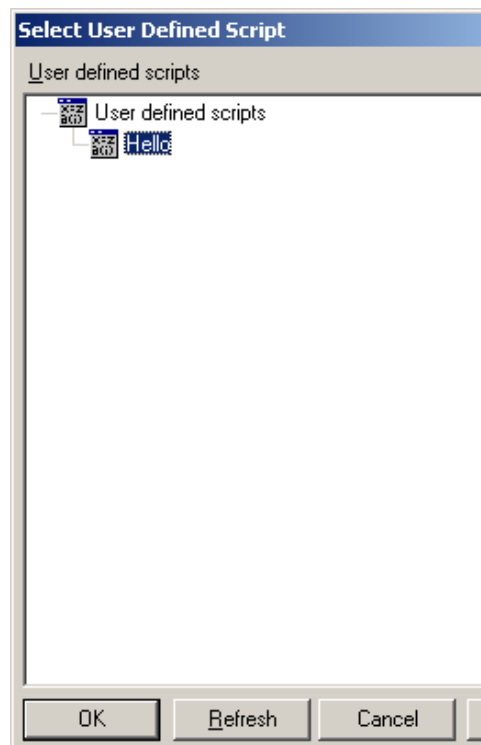 Select User Defined Script
User defined scripts
User defined scripts
Hello
OK
Refresh
Cancel